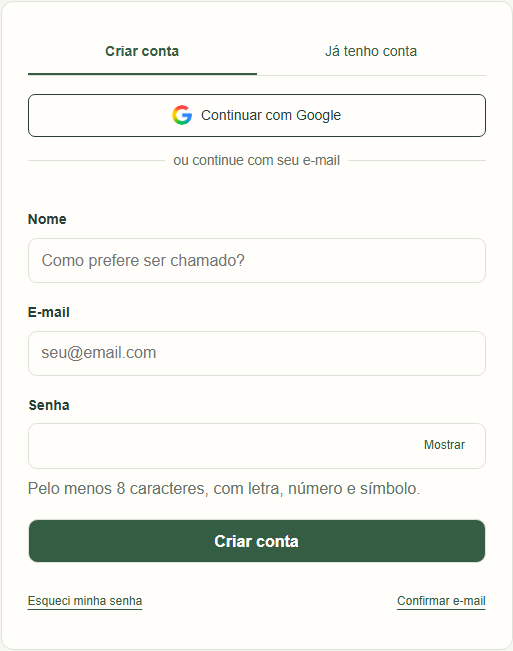 Criar conta
Já tenho conta
Continuar com Google
ou continue com seu e-mail
Nome
Como prefere ser chamado?
E-mail
seu@email.com
Senha
Mostrar
Pelo menos 8 caracteres, com letra, número e símbolo.
Criar conta
Esqueci minha senha
Confirmar e-mail